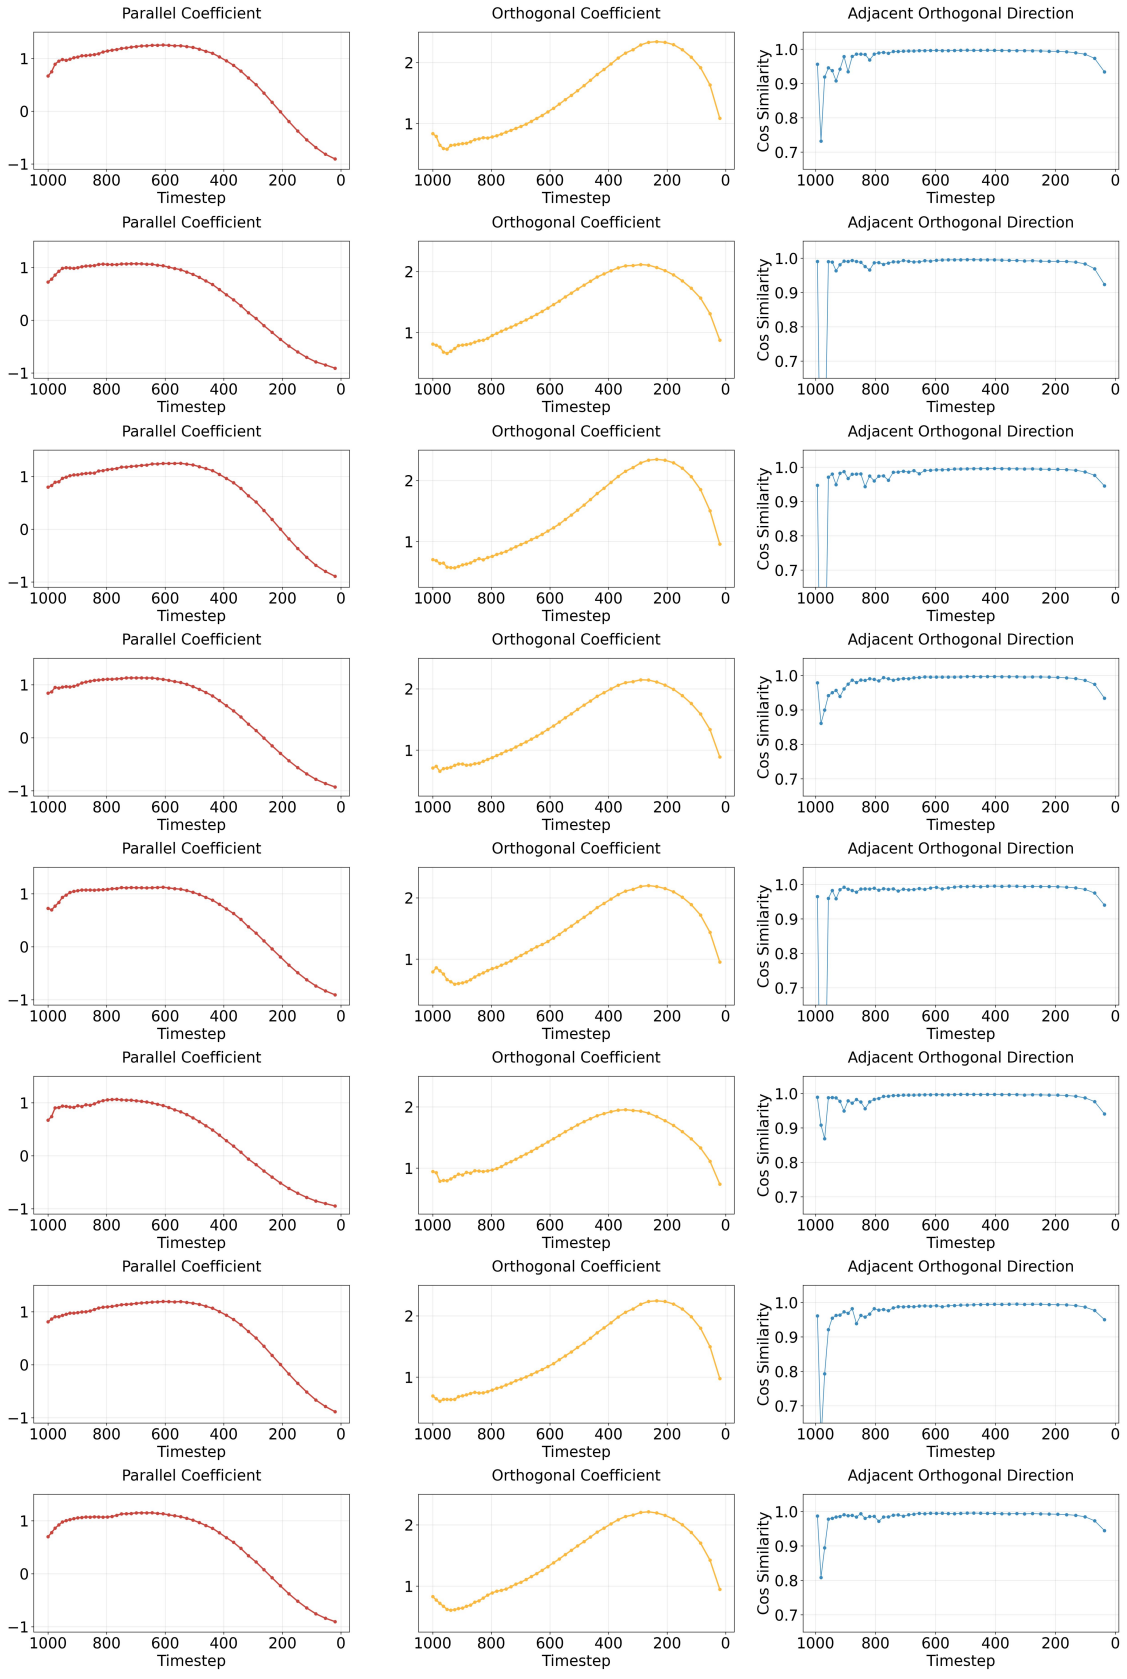 Parallel Coefficient Orthogonal Coefficient Adjacent Orthogonal Direction
1 2 1.0
0 Cos Similarity 0.9
1 0.8
−1 0.7
1000 800 600 400 200 0 1000 800 600 400 200 0 1000 800 600 400 200 0
Timestep Timestep Timestep
Parallel Coefficient Orthogonal Coefficient Adjacent Orthogonal Direction
1 2 1.0
0 Cos Similarity 0.9
1 0.8
−1 0.7
1000 800 600 400 200 0 1000 800 600 400 200 0 1000 800 600 400 200 0
Timestep Timestep Timestep
Parallel Coefficient Orthogonal Coefficient Adjacent Orthogonal Direction
1 2 1.0
0 Cos Similarity 0.9
1 0.8
−1 0.7
1000 800 600 400 200 0 1000 800 600 400 200 0 1000 800 600 400 200 0
Timestep Timestep Timestep
Parallel Coefficient Orthogonal Coefficient Adjacent Orthogonal Direction
1 2 1.0
0 Cos Similarity 0.9
1 0.8
−1 0.7
1000 800 600 400 200 0 1000 800 600 400 200 0 1000 800 600 400 200 0
Timestep Timestep Timestep
Parallel Coefficient Orthogonal Coefficient Adjacent Orthogonal Direction
1 2 1.0
0 Cos Similarity 0.9
1 0.8
−1 0.7
1000 800 600 400 200 0 1000 800 600 400 200 0 1000 800 600 400 200 0
Timestep Timestep Timestep
Parallel Coefficient Orthogonal Coefficient Adjacent Orthogonal Direction
1 2 1.0
0 Cos Similarity 0.9
1 0.8
−1 0.7
1000 800 600 400 200 0 1000 800 600 400 200 0 1000 800 600 400 200 0
Timestep Timestep Timestep
Parallel Coefficient Orthogonal Coefficient Adjacent Orthogonal Direction
1 2 1.0
0 Cos Similarity 0.9
1 0.8
−1 0.7
1000 800 600 400 200 0 1000 800 600 400 200 0 1000 800 600 400 200 0
Timestep Timestep Timestep
Parallel Coefficient Orthogonal Coefficient Adjacent Orthogonal Direction
1 2 1.0
0 Cos Similarity 0.9
1 0.8
−1 0.7
1000 800 600 400 200 0 1000 800 600 400 200 0 1000 800 600 400 200 0
Timestep Timestep Timestep